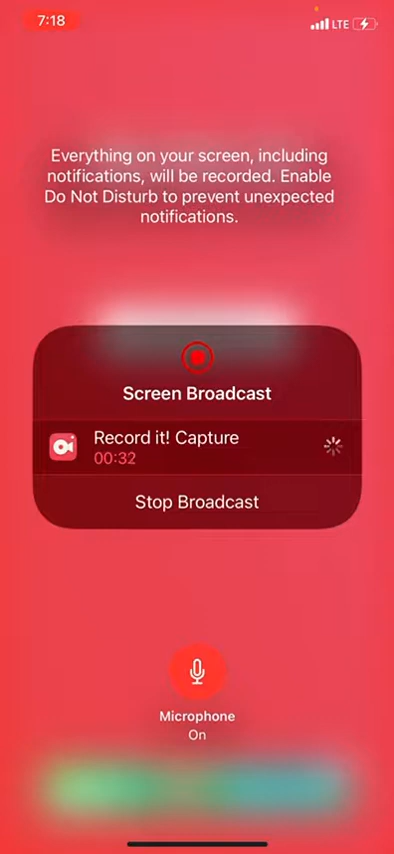 7:18
LTE
Everything on your screen, including
notifications, will be recorded. Enable
Do Not Disturb to prevent unexpected
notifications.
Screen Broadcast
Record it! Capture
00:32
Stop Broadcast
Microphone
On